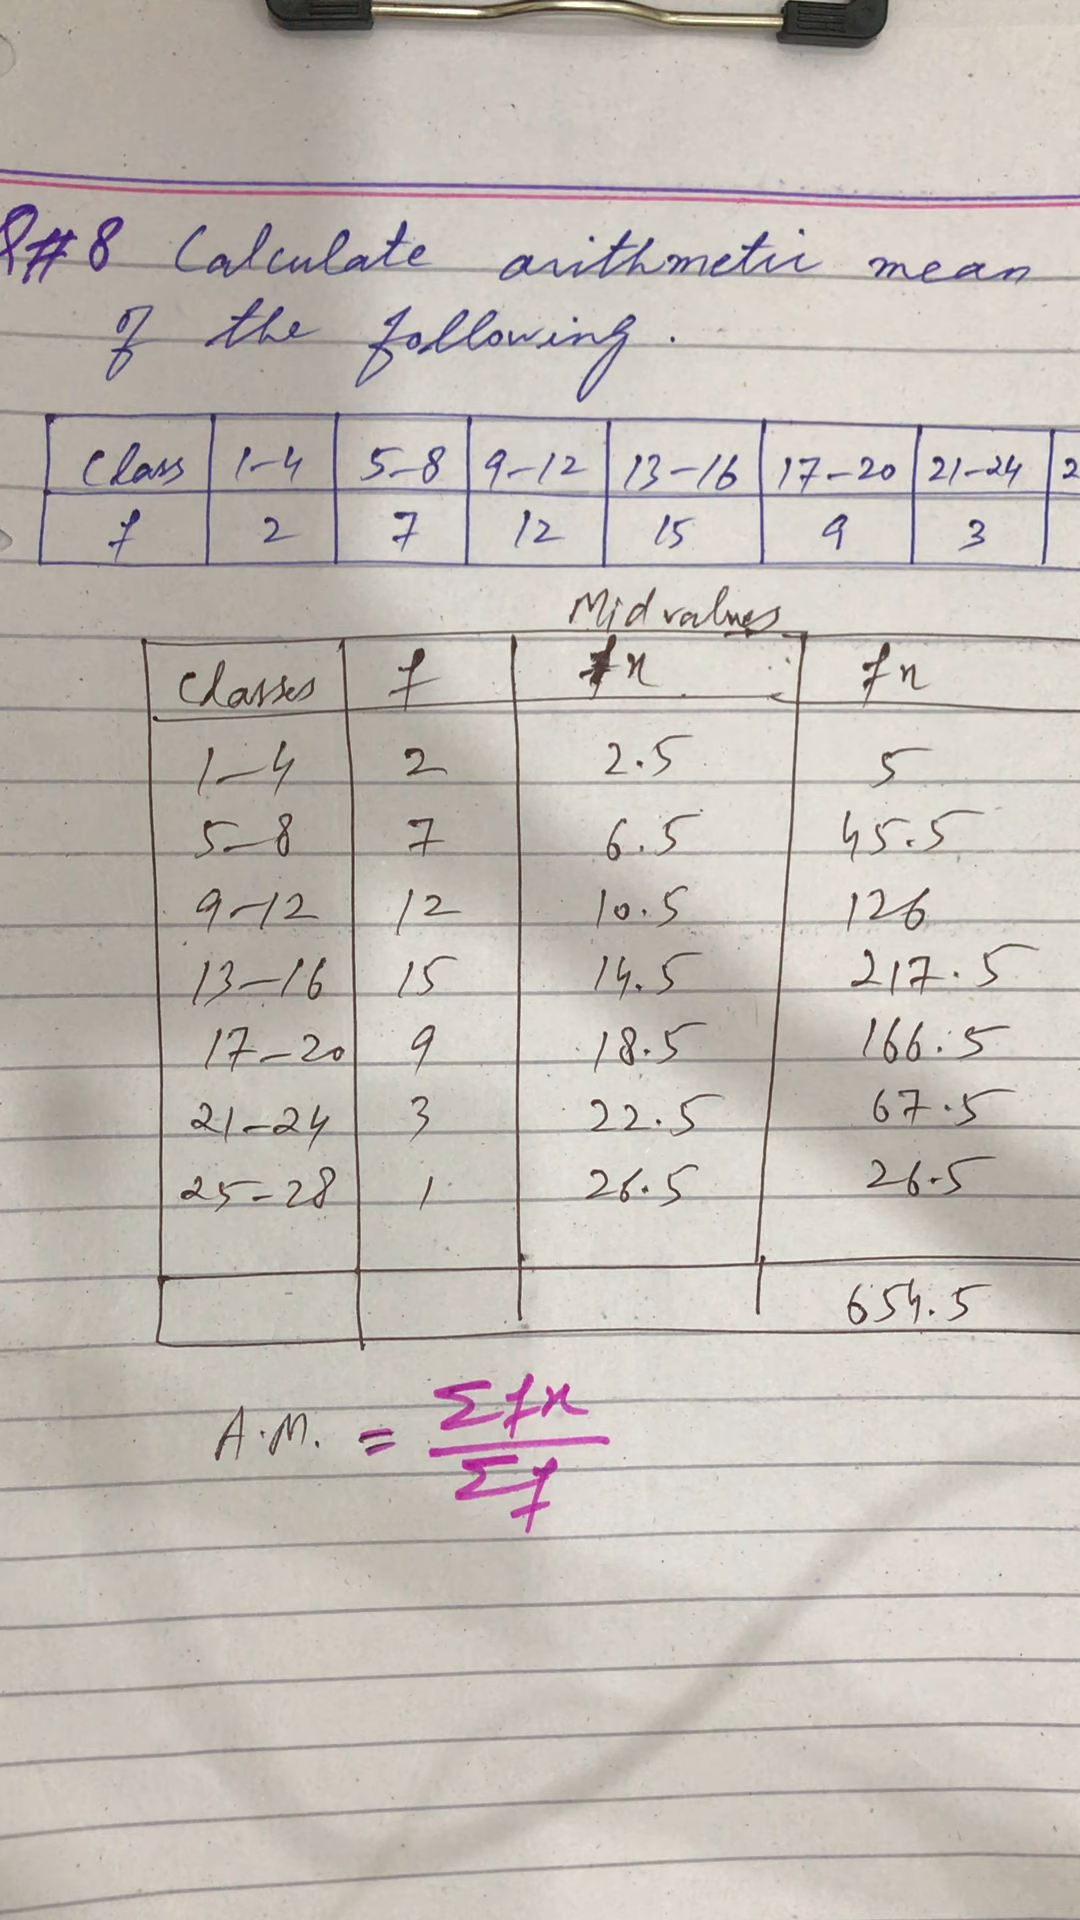 Q#8 Calculate arithmetic mean
of the following.
Class 1-4 5-8 9-12 13-16 17-20 21-24 2
f 2 7 12 15 9 3
Mid values
Classes f x fx
1-4 2 2.5 5
5-8 7 6.5 45.5
9-12 12 10.5 126
13-16 15 14.5 217.5
17-20 9 18.5 166.5
21-24 3 22.5 67.5
25-28 1 26.5 26.5
654.5
A.M. = Σfx
Σf